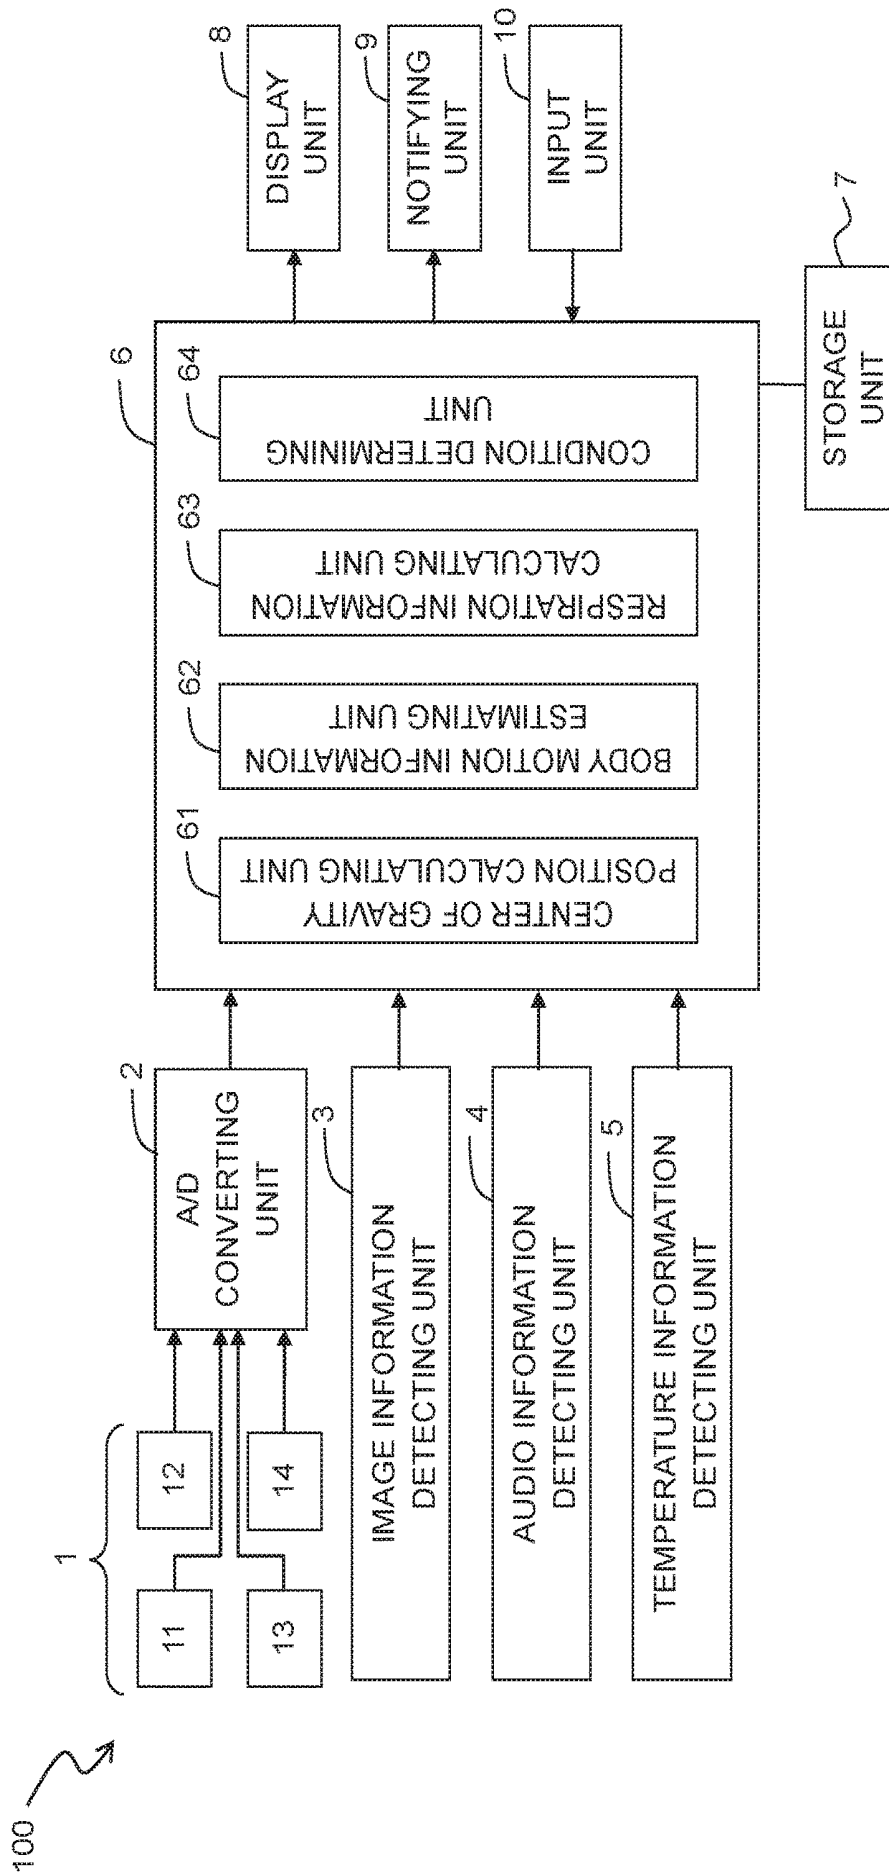 100
1
11
12
13
14
2
A/D
CONVERTING
UNIT
3
IMAGE INFORMATION
DETECTING UNIT
4
AUDIO INFORMATION
DETECTING UNIT
5
TEMPERATURE INFORMATION
DETECTING UNIT
6
61
CENTER OF GRAVITY
POSITION CALCULATING UNIT
62
BODY MOTION INFORMATION
ESTIMATING UNIT
63
RESPIRATION INFORMATION
CALCULATING UNIT
64
CONDITION DETERMINING
UNIT
STORAGE
UNIT
7
DISPLAY
UNIT
8
NOTIFYING
UNIT
9
INPUT
UNIT
10